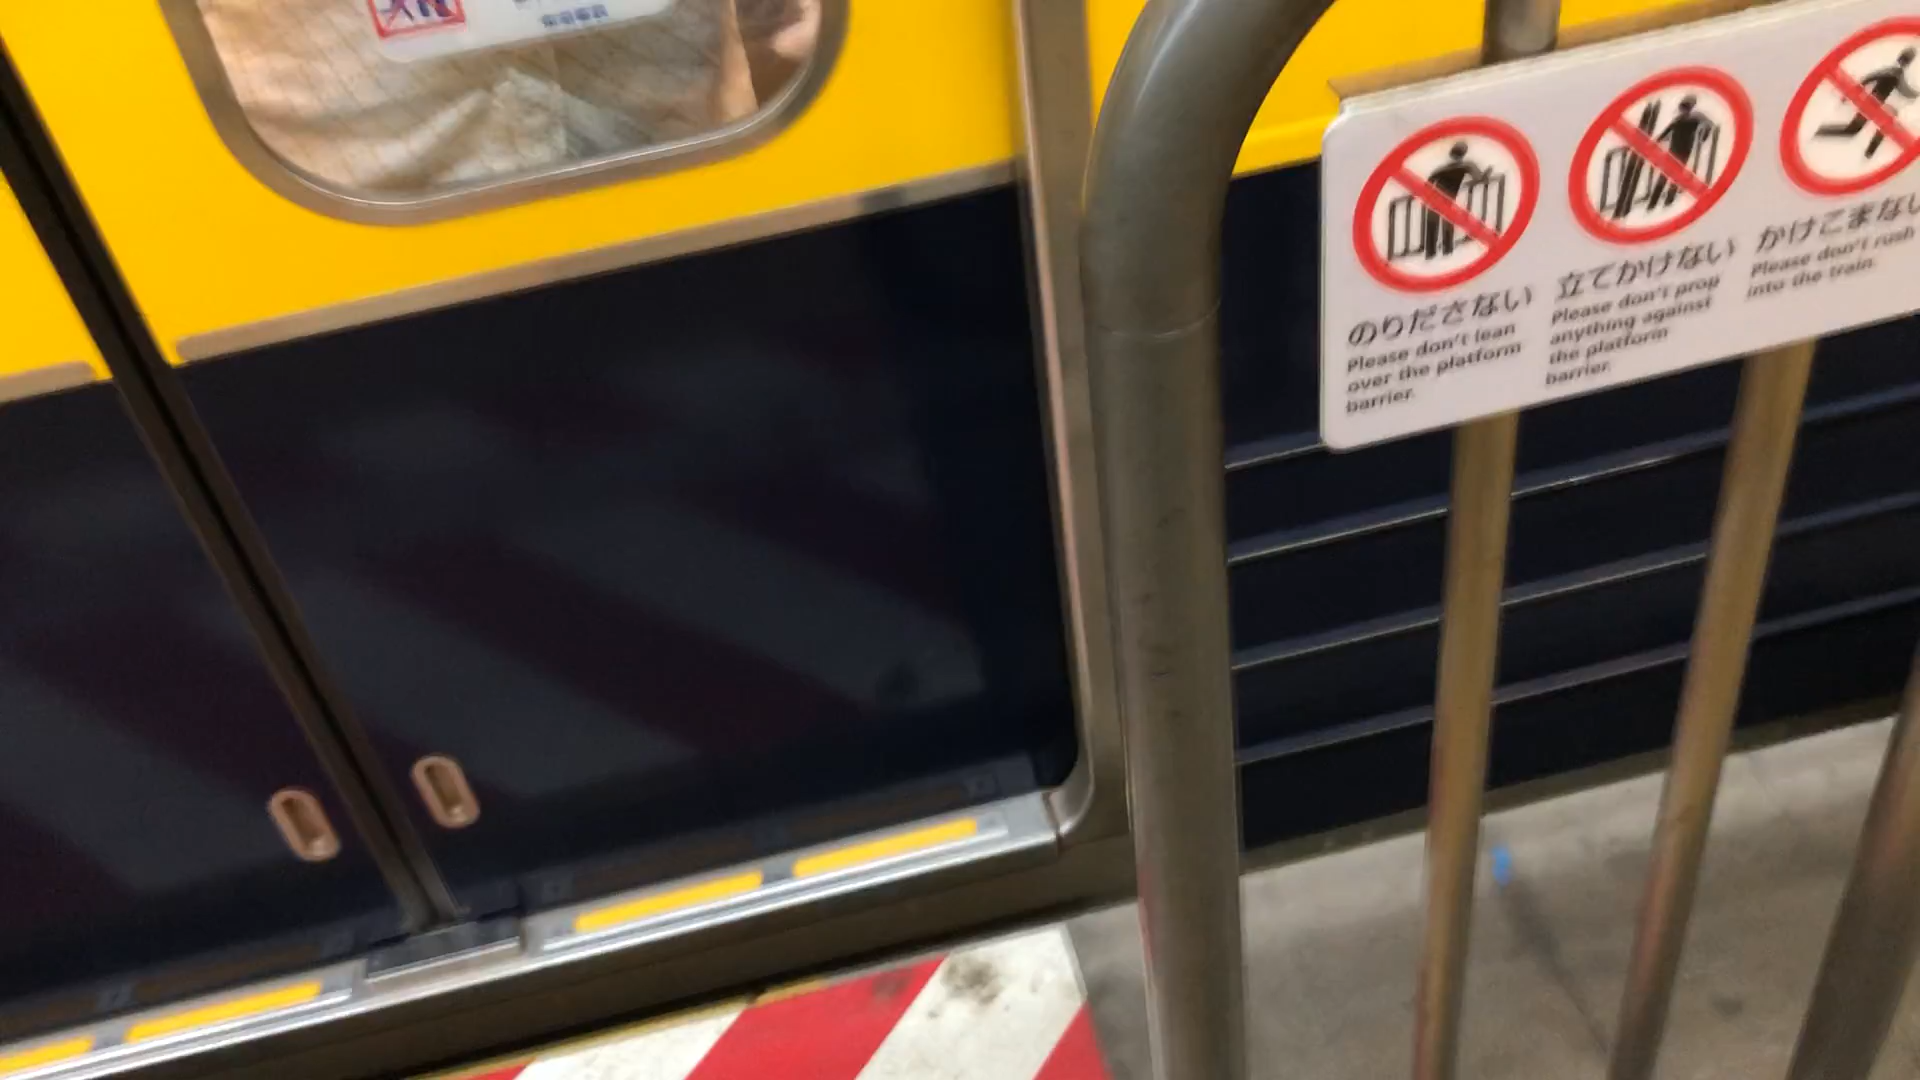 のりださない
Please don't lean
over the platform
barrier.
立てかけない
Please don't prop
anything against
the platform
barrier.
かけこまない
Please don't rush
into the train.